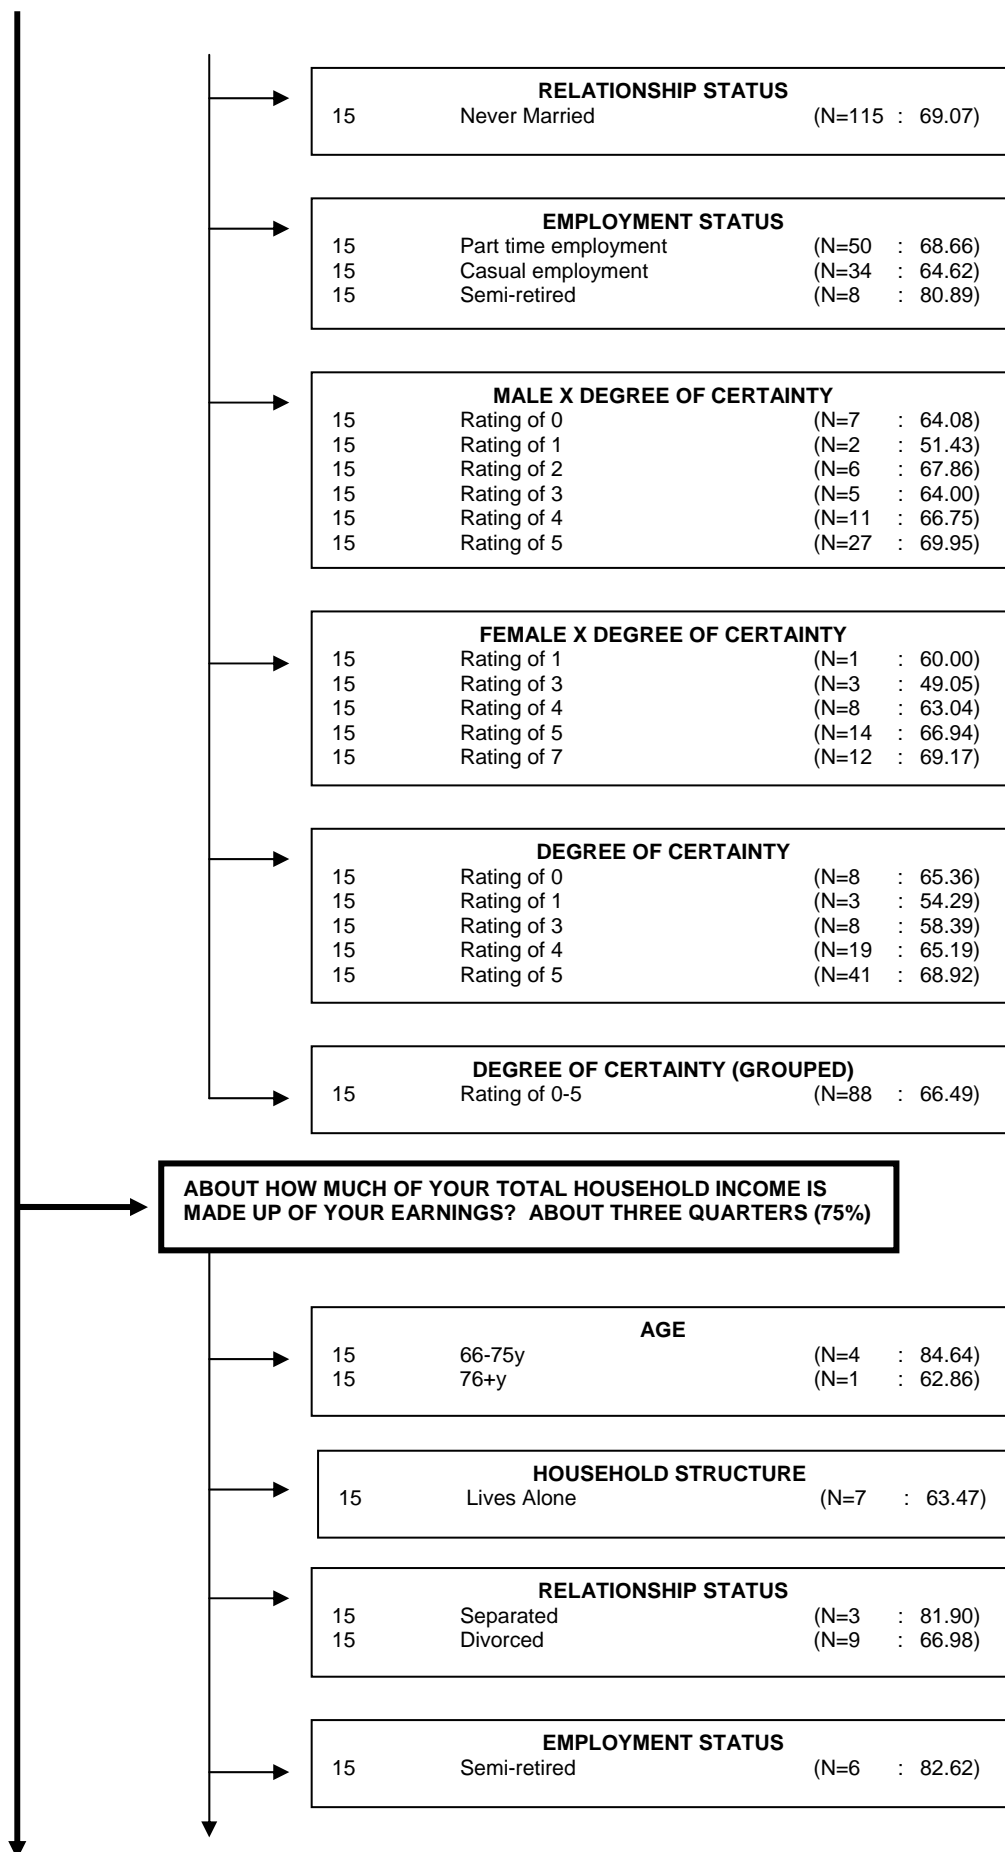 RELATIONSHIP STATUS
15 Never Married (N=115 : 69.07)
EMPLOYMENT STATUS
15 Part time employment (N=50 : 68.66)
15 Casual employment (N=34 : 64.62)
15 Semi-retired (N=8 : 80.89)
MALE X DEGREE OF CERTAINTY
15 Rating of 0 (N=7 : 64.08)
15 Rating of 1 (N=2 : 51.43)
15 Rating of 2 (N=6 : 67.86)
15 Rating of 3 (N=5 : 64.00)
15 Rating of 4 (N=11 : 66.75)
15 Rating of 5 (N=27 : 69.95)
FEMALE X DEGREE OF CERTAINTY
15 Rating of 1 (N=1 : 60.00)
15 Rating of 3 (N=3 : 49.05)
15 Rating of 4 (N=8 : 63.04)
15 Rating of 5 (N=14 : 66.94)
15 Rating of 7 (N=12 : 69.17)
DEGREE OF CERTAINTY
15 Rating of 0 (N=8 : 65.36)
15 Rating of 1 (N=3 : 54.29)
15 Rating of 3 (N=8 : 58.39)
15 Rating of 4 (N=19 : 65.19)
15 Rating of 5 (N=41 : 68.92)
DEGREE OF CERTAINTY (GROUPED)
15 Rating of 0-5 (N=88 : 66.49)
ABOUT HOW MUCH OF YOUR TOTAL HOUSEHOLD INCOME IS
MADE UP OF YOUR EARNINGS? ABOUT THREE QUARTERS (75%)
AGE
15 66-75y (N=4 : 84.64)
15 76+y (N=1 : 62.86)
HOUSEHOLD STRUCTURE
15 Lives Alone (N=7 : 63.47)
RELATIONSHIP STATUS
15 Separated (N=3 : 81.90)
15 Divorced (N=9 : 66.98)
EMPLOYMENT STATUS
15 Semi-retired (N=6 : 82.62)